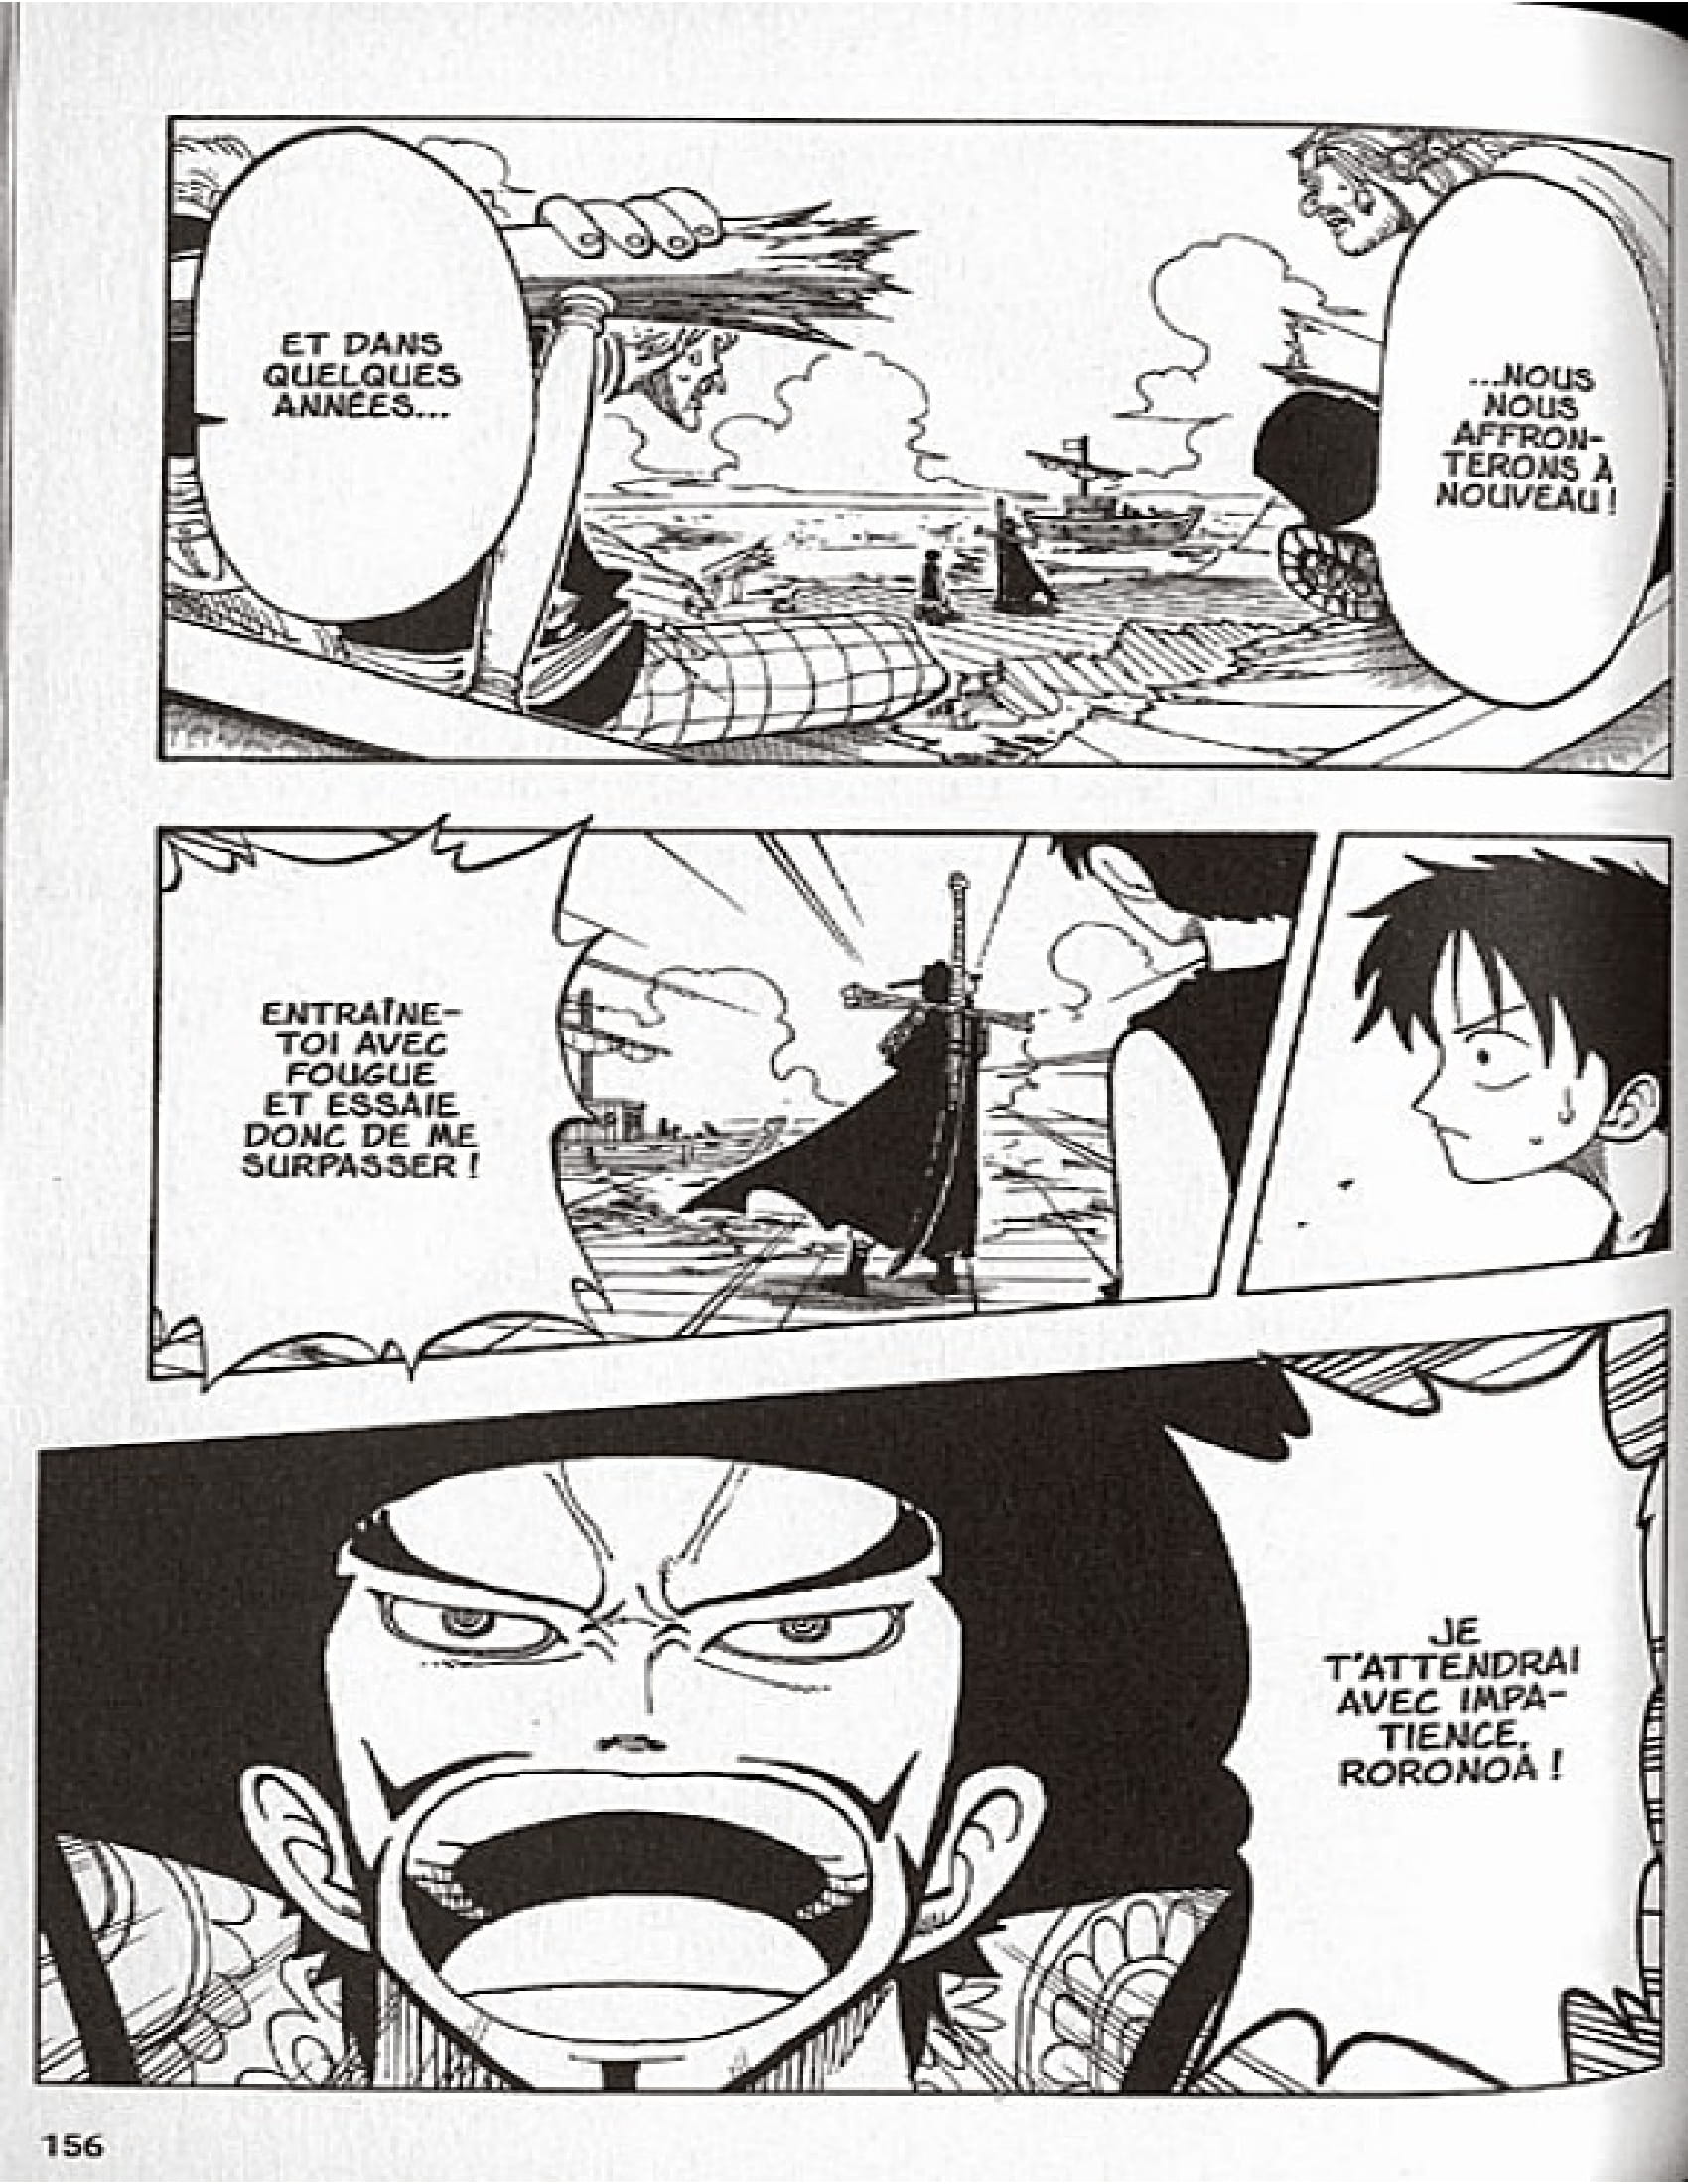 ET DANS
QUELQUES
ANNÉES...
...NOUS
NOUS
AFFRON-
TERONS À
NOUVEAU !
ENTRAÎNE-
TOI AVEC
FOUGUE
ET ESSAIE
DONC DE ME
SURPASSER !
JE
T'ATTENDRAI
AVEC IMPA-
TIENCE,
RORONOA !
156